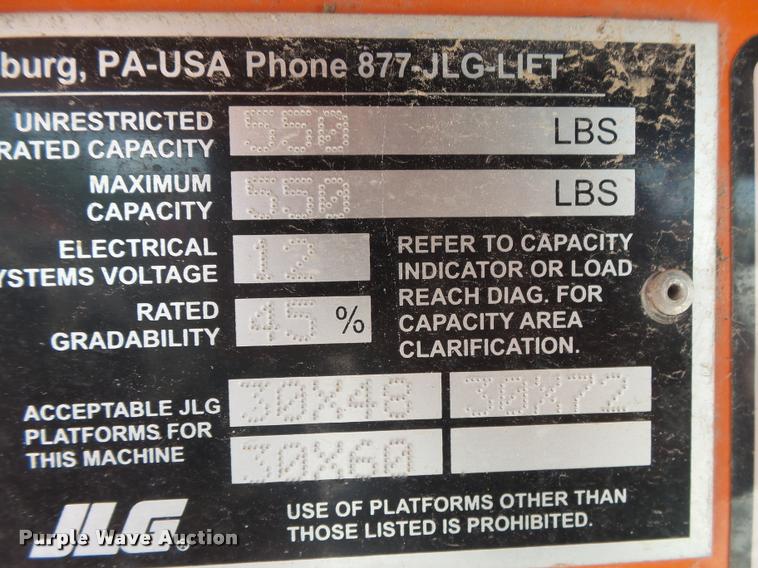 burg, PA-USA Phone 877-JLG-LIFT
UNRESTRICTED
RATED CAPACITY 550 LBS
MAXIMUM
CAPACITY 550 LBS
ELECTRICAL
SYSTEMS VOLTAGE 12
RATED
GRADABILITY 45 %
REFER TO CAPACITY
INDICATOR OR LOAD
REACH DIAG. FOR
CAPACITY AREA
CLARIFICATION.
ACCEPTABLE JLG
PLATFORMS FOR
THIS MACHINE
30X48 30X72
30X60
JLG®
USE OF PLATFORMS OTHER THAN
THOSE LISTED IS PROHIBITED.
Purple Wave Auction